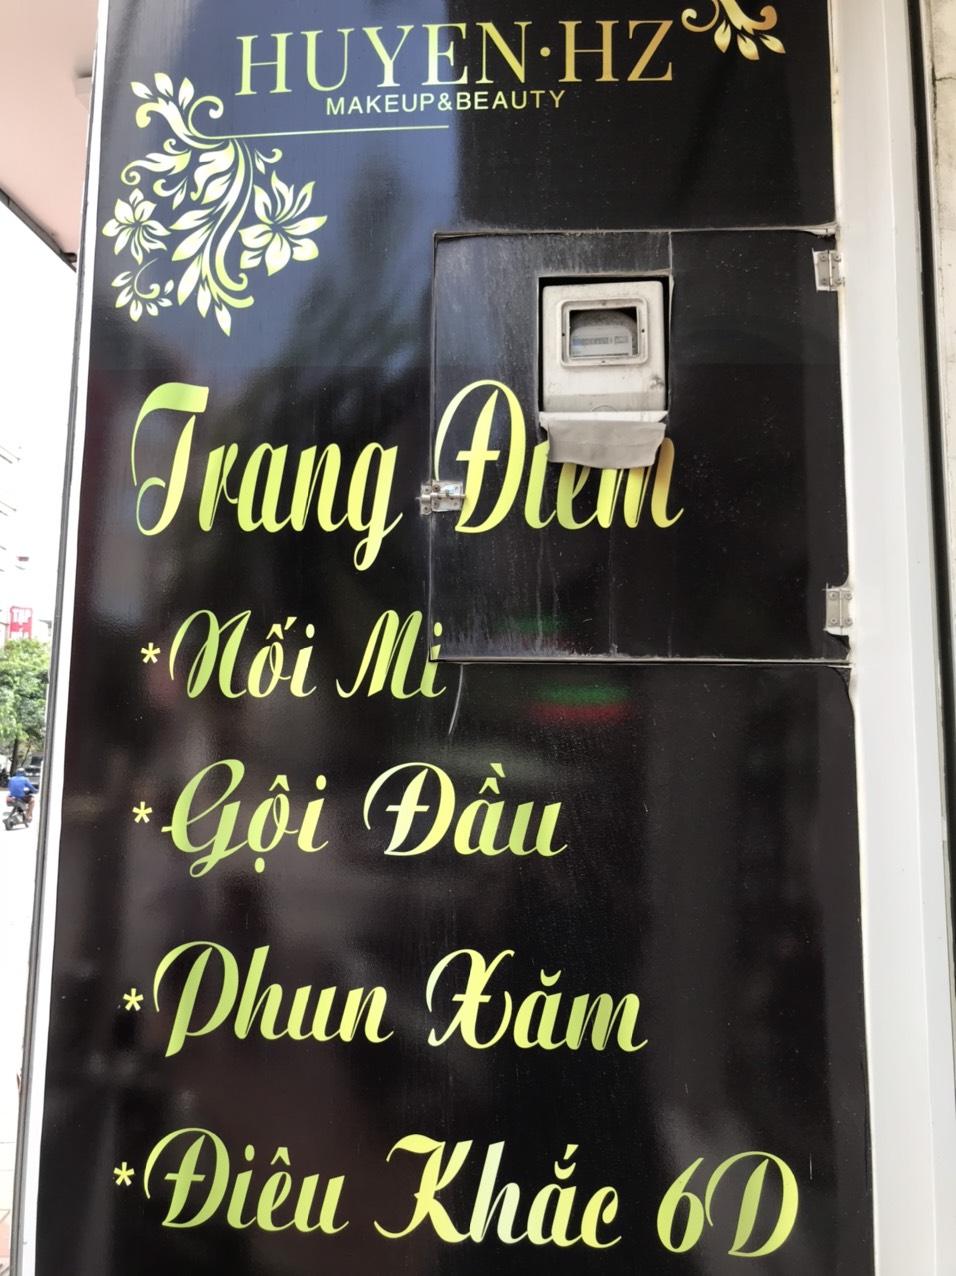 HUYEN·HZ
MAKEUP&BEAUTY
Trang Điểm
*Nối Mi
*Gội Đầu
*Phun Xăm
*Điêu Khắc 6D